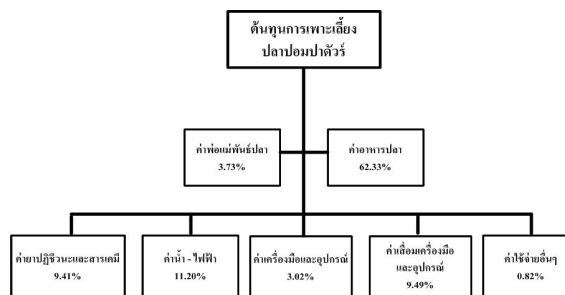 ต้นทุนการเพาะเลี้ยง
ปลาปอมปาดัวร์
ค่าพ่อแม่พันธุ์ปลา
3.73%
ค่าอาหารปลา
62.33%
ค่ายาปฏิชีวนะและสารเคมี
9.41%
ค่าน้ำ - ไฟฟ้า
11.20%
ค่าเครื่องมือและอุปกรณ์
3.02%
ค่าเสื่อมเครื่องมือ
และอุปกรณ์
9.49%
ค่าใช้จ่ายอื่นๆ
0.82%